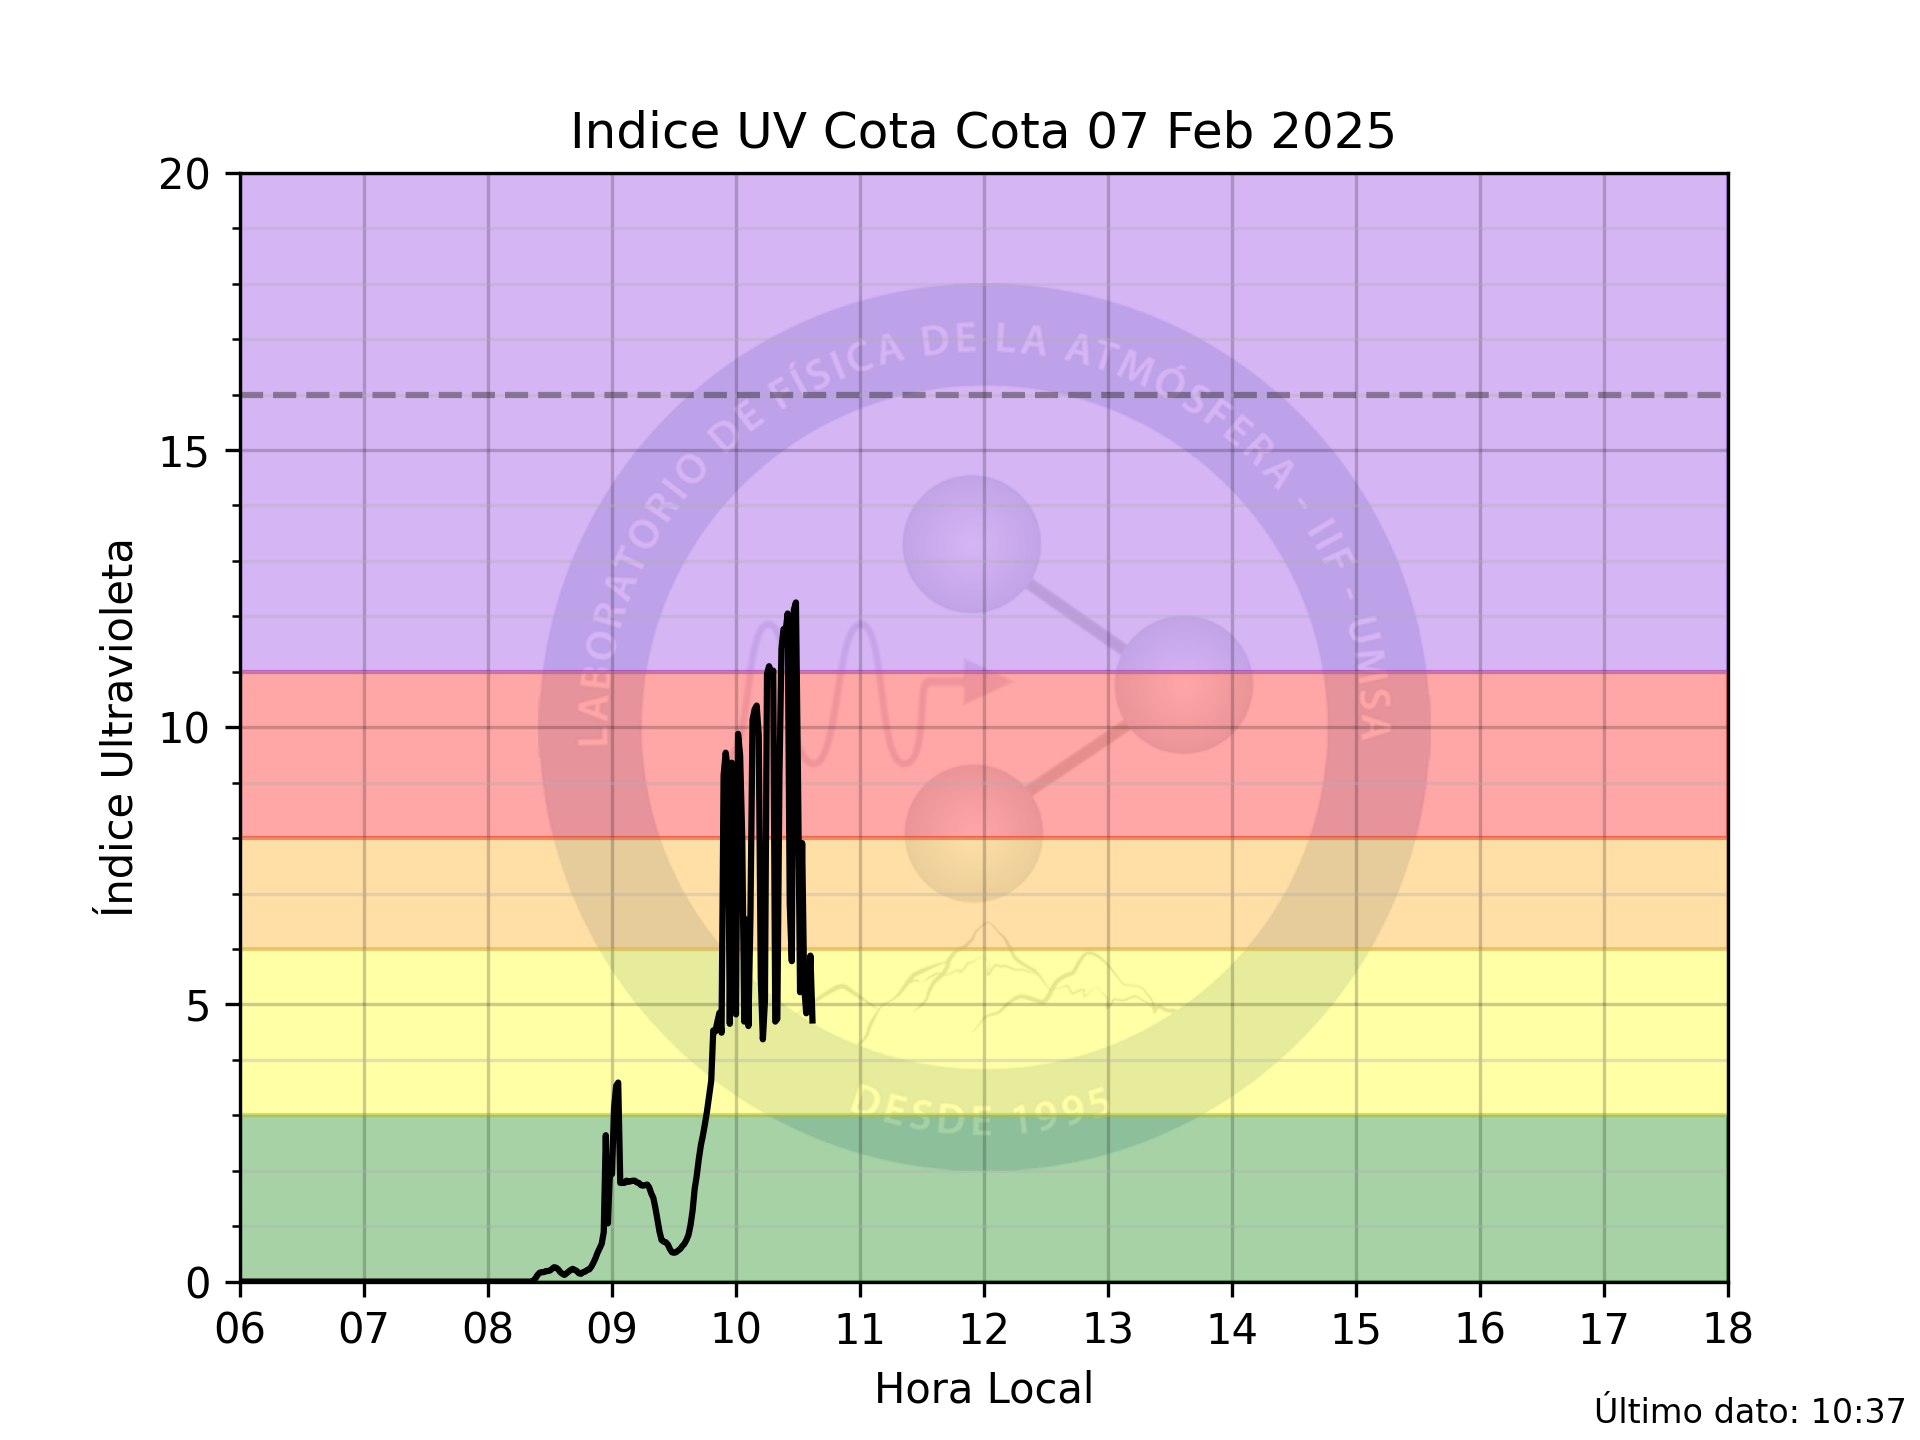 Indice UV Cota Cota 07 Feb 2025
20
15
10
5
0
Índice Ultravioleta
LABORATORIO DE FÍSICA DE LA ATMÓSFERA - IIF - UMSA
DESDE 1995
06 07 08 09 10 11 12 13 14 15 16 17 18
Hora Local
Último dato: 10:37